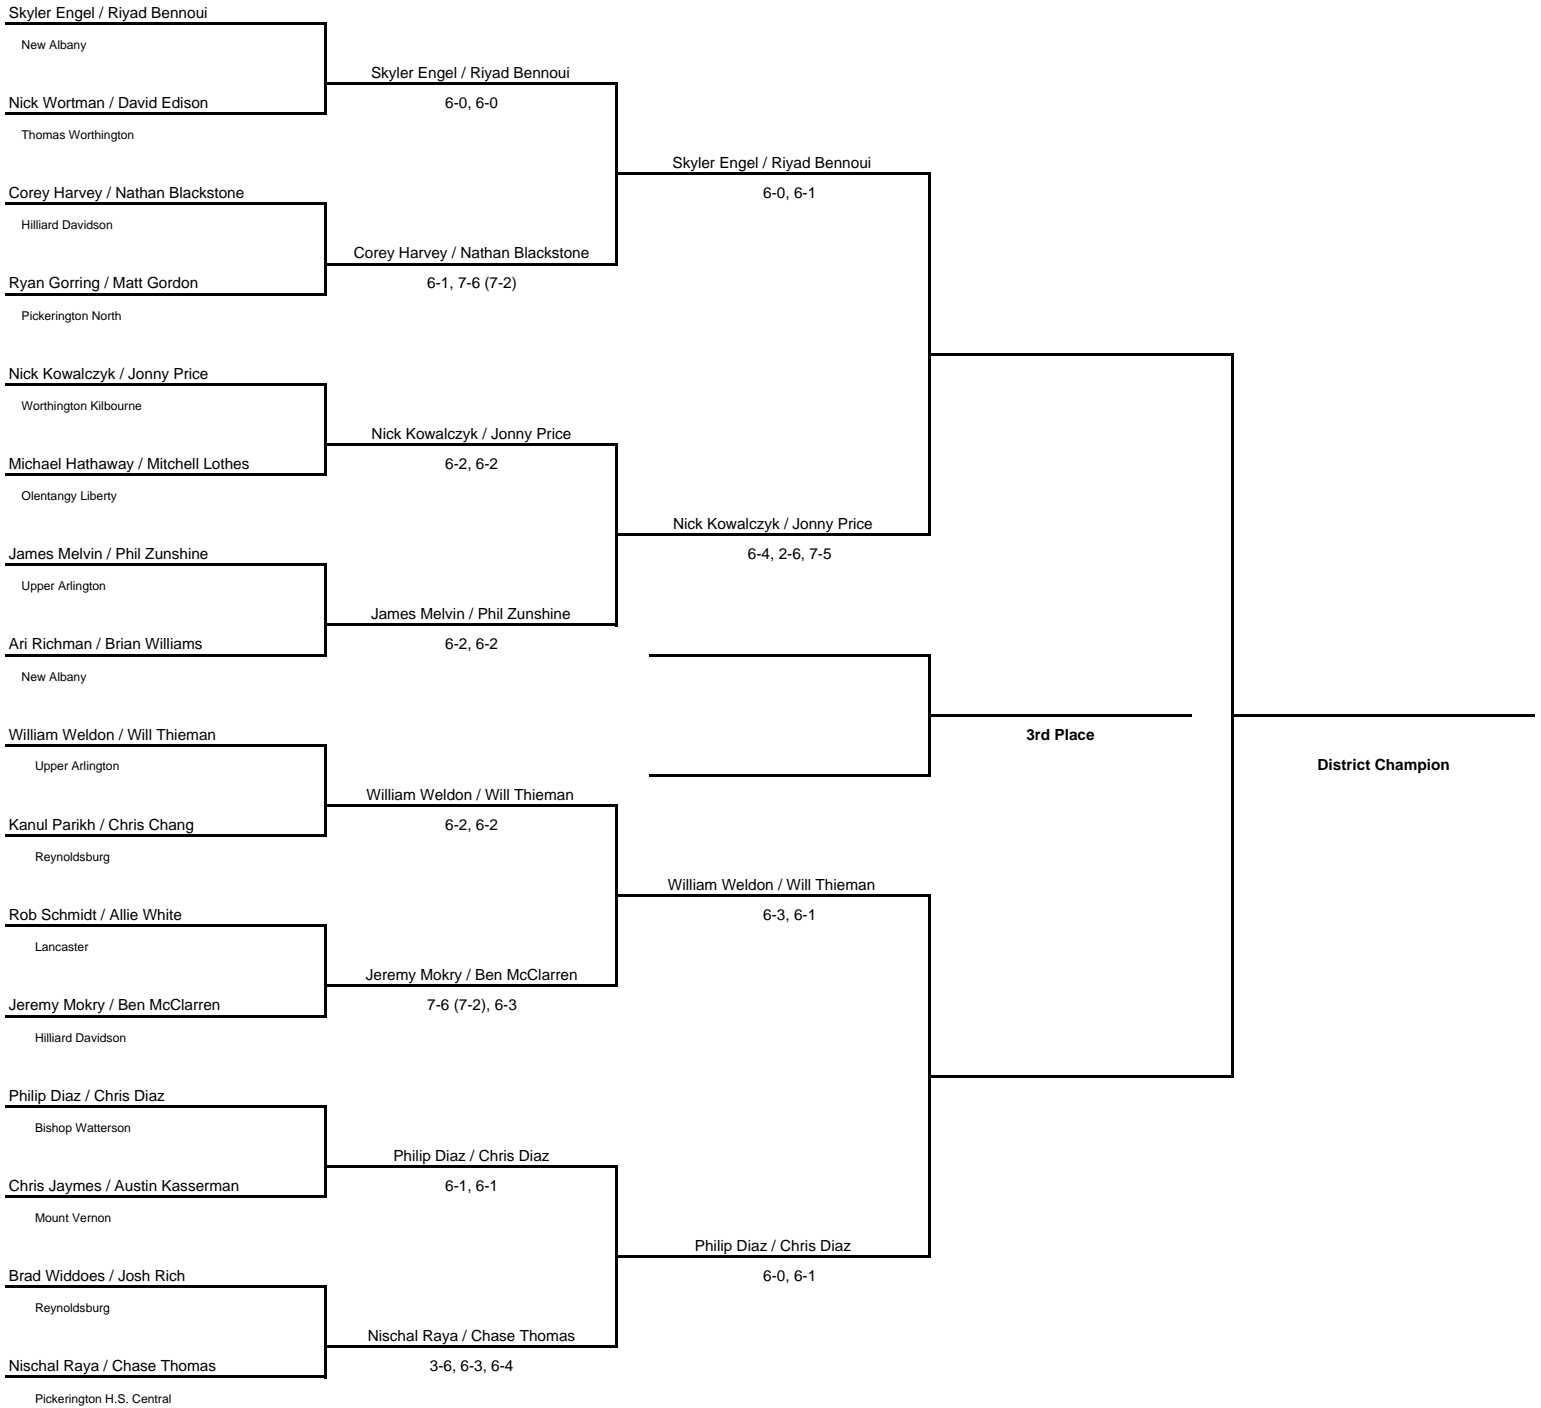 Skyler Engel / Riyad Bennoui
New Albany
Skyler Engel / Riyad Bennoui
Nick Wortman / David Edison
6-0, 6-0
Thomas Worthington
Skyler Engel / Riyad Bennoui
Corey Harvey / Nathan Blackstone
6-0, 6-1
Hilliard Davidson
Corey Harvey / Nathan Blackstone
Ryan Gorring / Matt Gordon
6-1, 7-6 (7-2)
Pickerington North
Nick Kowalczyk / Jonny Price
Worthington Kilbourne
Nick Kowalczyk / Jonny Price
Michael Hathaway / Mitchell Lothes
6-2, 6-2
Olentangy Liberty
Nick Kowalczyk / Jonny Price
James Melvin / Phil Zunshine
6-4, 2-6, 7-5
Upper Arlington
James Melvin / Phil Zunshine
Ari Richman / Brian Williams
6-2, 6-2
New Albany
William Weldon / Will Thieman
3rd Place
Upper Arlington
District Champion
William Weldon / Will Thieman
Kanul Parikh / Chris Chang
6-2, 6-2
Reynoldsburg
William Weldon / Will Thieman
Rob Schmidt / Allie White
6-3, 6-1
Lancaster
Jeremy Mokry / Ben McClarren
Jeremy Mokry / Ben McClarren
7-6 (7-2), 6-3
Hilliard Davidson
Philip Diaz / Chris Diaz
Bishop Watterson
Philip Diaz / Chris Diaz
Chris Jaymes / Austin Kasserman
6-1, 6-1
Mount Vernon
Philip Diaz / Chris Diaz
Brad Widdoes / Josh Rich
6-0, 6-1
Reynoldsburg
Nischal Raya / Chase Thomas
Nischal Raya / Chase Thomas
3-6, 6-3, 6-4
Pickerington H.S. Central